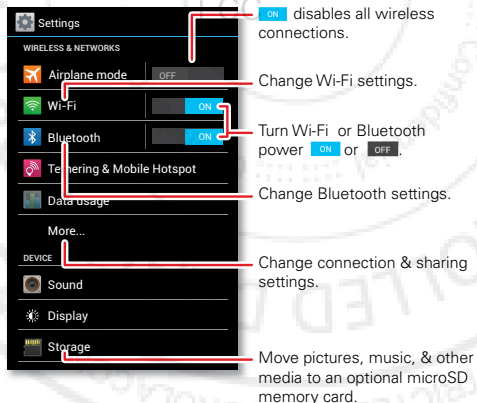 Settings
WIRELESS & NETWORKS
Airplane mode OFF
Wi-Fi ON
Bluetooth ON
Tethering & Mobile Hotspot
Data usage
More...
DEVICE
Sound
Display
Storage
ON disables all wireless
connections.
Change Wi-Fi settings.
Turn Wi-Fi or Bluetooth
power ON or OFF.
Change Bluetooth settings.
Change connection & sharing
settings.
Move pictures, music, & other
media to an optional microSD
memory card.